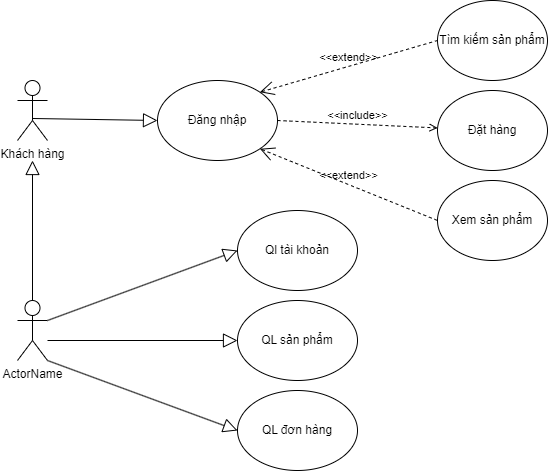 Tìm kiếm sản phẩm
<<extend>>
Đăng nhập
<<include>>
Đặt hàng
Khách hàng
<<extend>>
Xem sản phẩm
Ql tài khoản
QL sản phẩm
ActorName
QL đơn hàng